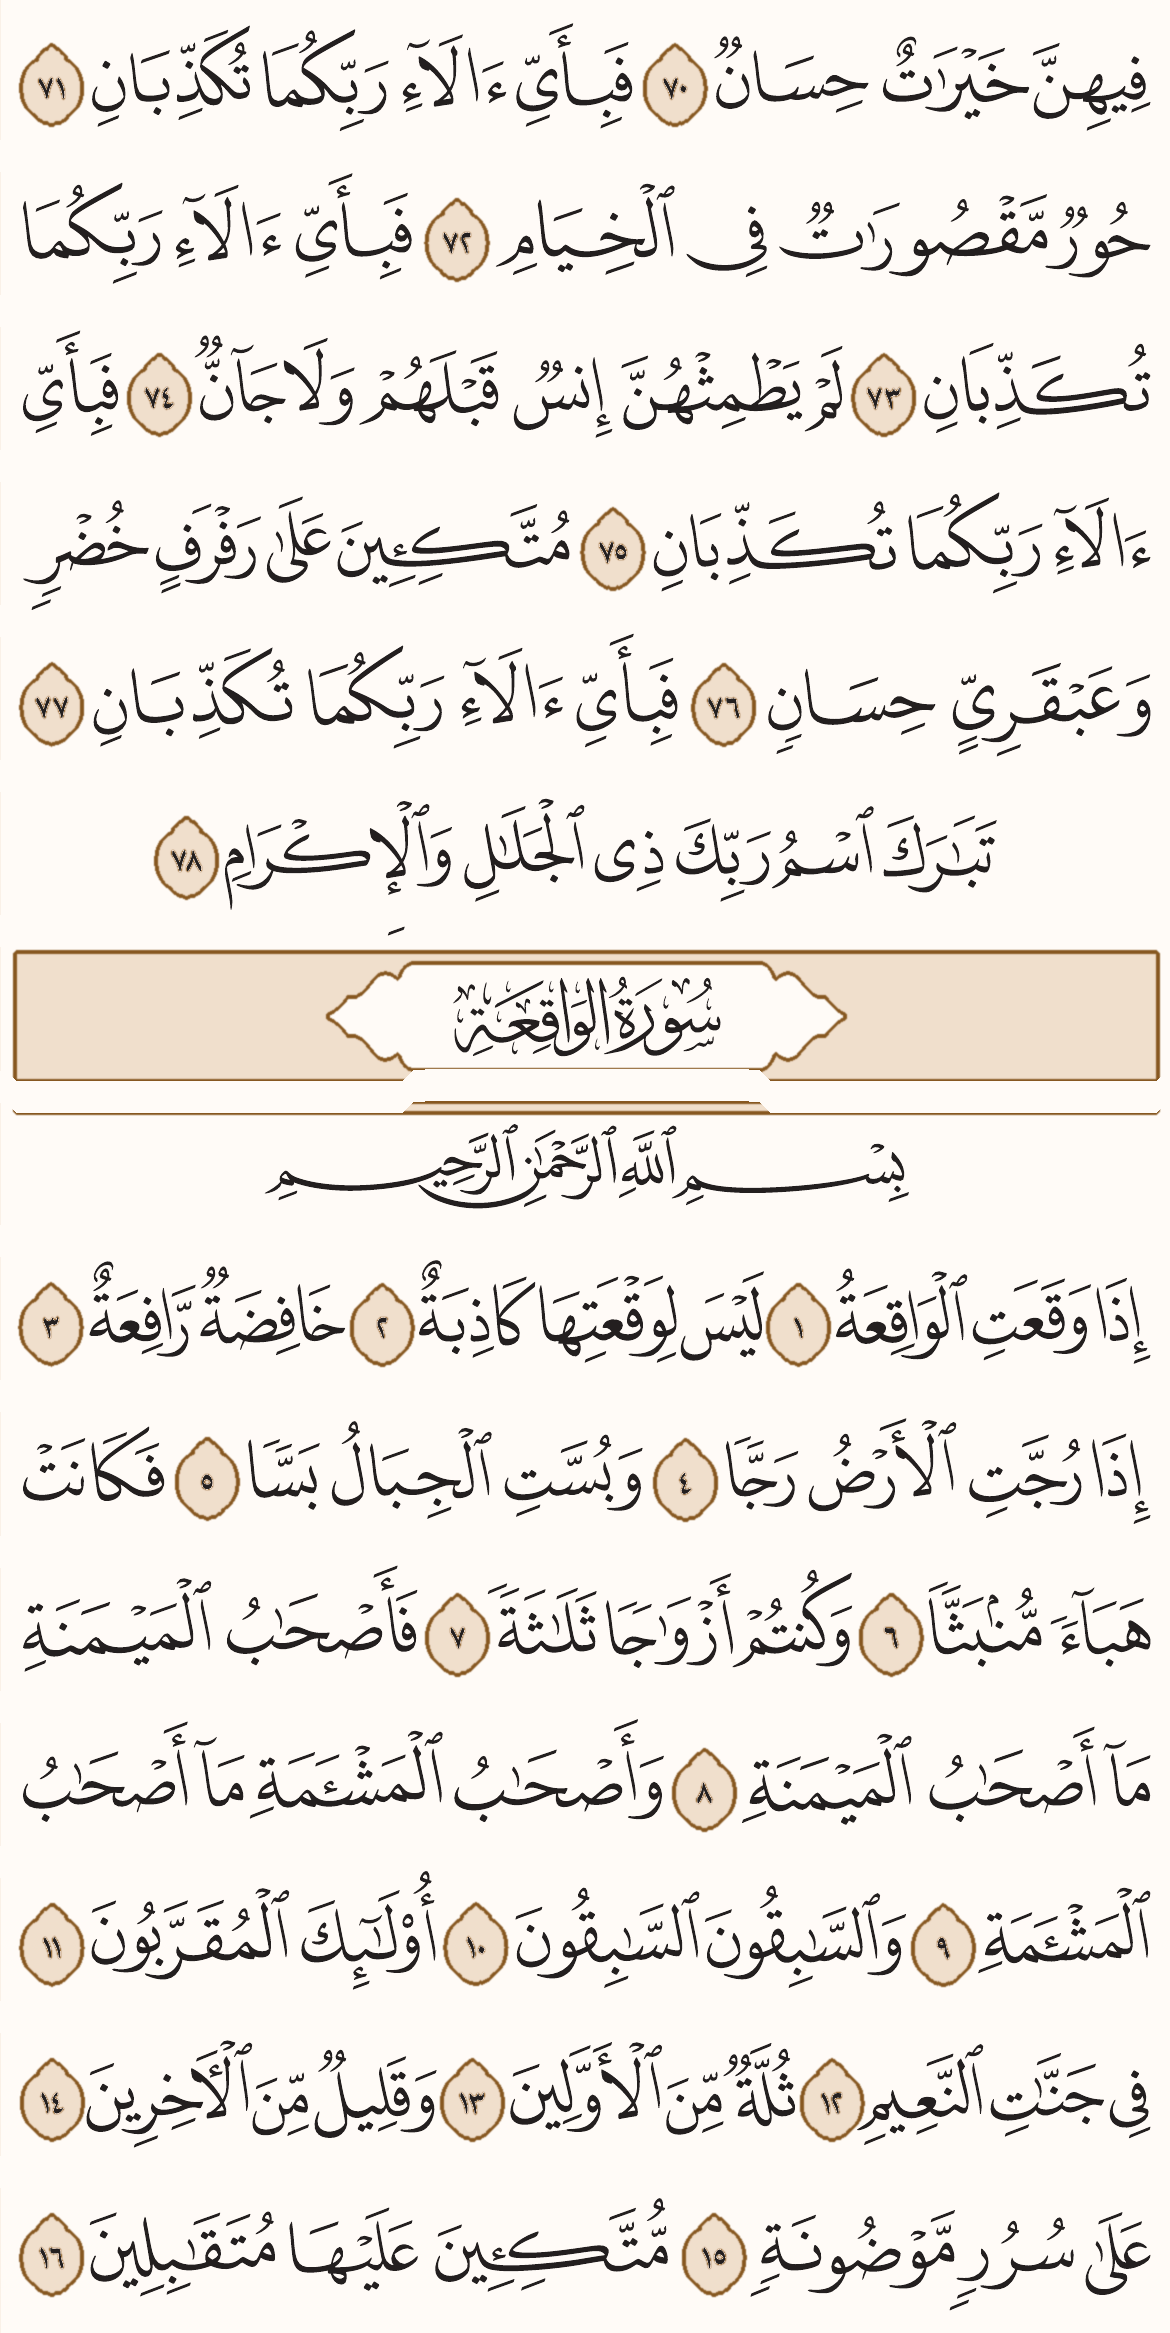 فِيهِنَّ خَيْرَٰتٌ حِسَانٌ ٧٠ فَبِأَيِّ ءَالَآءِ رَبِّكُمَا تُكَذِّبَانِ ٧١
حُورٌ مَّقْصُورَٰتٌ فِى ٱلْخِيَامِ ٧٢ فَبِأَيِّ ءَالَآءِ رَبِّكُمَا
تُكَذِّبَانِ ٧٣ لَمْ يَطْمِثْهُنَّ إِنسٌ قَبْلَهُمْ وَلَا جَآنٌّ ٧٤ فَبِأَيِّ
ءَالَآءِ رَبِّكُمَا تُكَذِّبَانِ ٧٥ مُتَّكِـِٔينَ عَلَىٰ رَفْرَفٍ خُضْرٍ
وَعَبْقَرِيٍّ حِسَانٍ ٧٦ فَبِأَيِّ ءَالَآءِ رَبِّكُمَا تُكَذِّبَانِ ٧٧
تَبَٰرَكَ ٱسْمُ رَبِّكَ ذِى ٱلْجَلَٰلِ وَٱلْإِكْرَامِ ٧٨
سُورَةُ الوَاقِعَةِ
بِسْمِ ٱللَّهِ ٱلرَّحْمَٰنِ ٱلرَّحِيمِ
إِذَا وَقَعَتِ ٱلْوَاقِعَةُ ١ لَيْسَ لِوَقْعَتِهَا كَاذِبَةٌ ٢ خَافِضَةٌ رَّافِعَةٌ ٣
إِذَا رُجَّتِ ٱلْأَرْضُ رَجًّا ٤ وَبُسَّتِ ٱلْجِبَالُ بَسًّا ٥ فَكَانَتْ
هَبَآءً مُّنۢبَثًّا ٦ وَكُنتُمْ أَزْوَٰجًا ثَلَٰثَةً ٧ فَأَصْحَٰبُ ٱلْمَيْمَنَةِ
مَآ أَصْحَٰبُ ٱلْمَيْمَنَةِ ٨ وَأَصْحَٰبُ ٱلْمَشْـَٔمَةِ مَآ أَصْحَٰبُ
ٱلْمَشْـَٔمَةِ ٩ وَٱلسَّٰبِقُونَ ٱلسَّٰبِقُونَ ١٠ أُو۟لَٰٓئِكَ ٱلْمُقَرَّبُونَ ١١
فِى جَنَّٰتِ ٱلنَّعِيمِ ١٢ ثُلَّةٌ مِّنَ ٱلْأَوَّلِينَ ١٣ وَقَلِيلٌ مِّنَ ٱلْـَٔاخِرِينَ ١٤
عَلَىٰ سُرُرٍ مَّوْضُونَةٍ ١٥ مُّتَّكِـِٔينَ عَلَيْهَا مُتَقَٰبِلِينَ ١٦